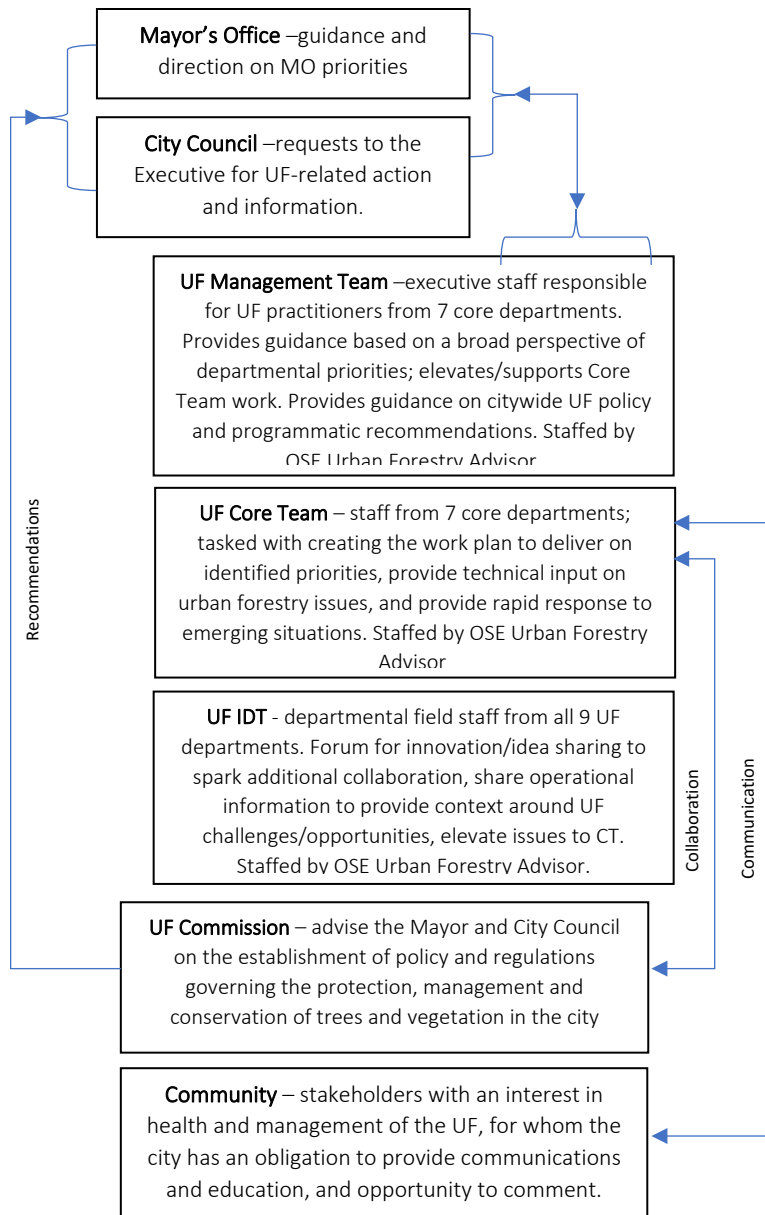 Mayor's Office –guidance and
direction on MO priorities
City Council –requests to the
Executive for UF-related action
and information.
UF Management Team –executive staff responsible
for UF practitioners from 7 core departments.
Provides guidance based on a broad perspective of
departmental priorities; elevates/supports Core
Team work. Provides guidance on citywide UF policy
and programmatic recommendations. Staffed by
OSE Urban Forestry Advisor
UF Core Team – staff from 7 core departments;
tasked with creating the work plan to deliver on
identified priorities, provide technical input on
urban forestry issues, and provide rapid response to
emerging situations. Staffed by OSE Urban Forestry
Advisor
Recommendations
UF IDT - departmental field staff from all 9 UF
departments. Forum for innovation/idea sharing to
spark additional collaboration, share operational
information to provide context around UF
challenges/opportunities, elevate issues to CT.
Staffed by OSE Urban Forestry Advisor.
Collaboration
Communication
UF Commission – advise the Mayor and City Council
on the establishment of policy and regulations
governing the protection, management and
conservation of trees and vegetation in the city
Community – stakeholders with an interest in
health and management of the UF, for whom the
city has an obligation to provide communications
and education, and opportunity to comment.